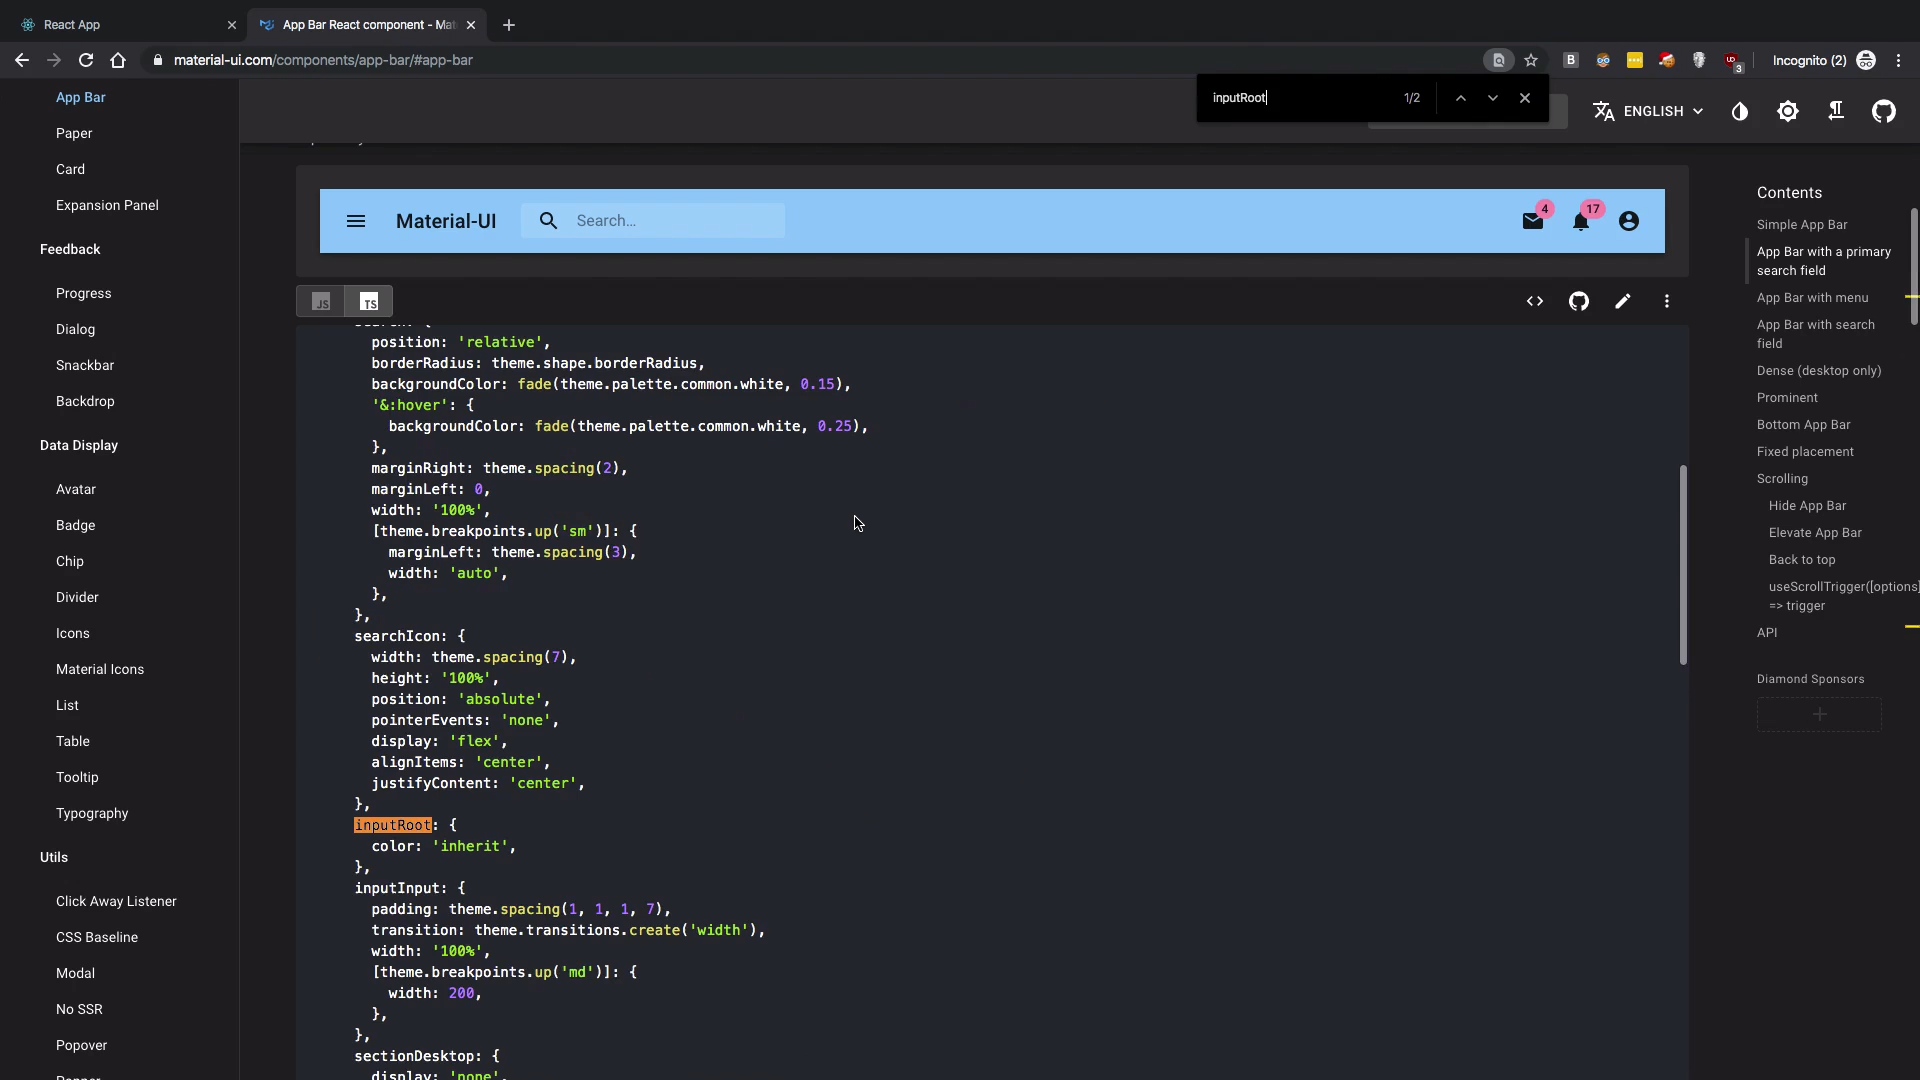 React App
App Bar React component - Mat
material-ui.com/components/app-bar/#app-bar
B
UD
3
Incognito (2)
inputRoot
1/2
ENGLISH
App Bar
Paper
Card
Expansion Panel
Feedback
Progress
Dialog
Snackbar
Backdrop
Data Display
Avatar
Badge
Chip
Divider
Icons
Material Icons
List
Table
Tooltip
Typography
Utils
Click Away Listener
CSS Baseline
Modal
No SSR
Popover
Material-UI
Search…
4
17
JS
TS
position: 'relative',
borderRadius: theme.shape.borderRadius,
backgroundColor: fade(theme.palette.common.white, 0.15),
'&:hover': {
backgroundColor: fade(theme.palette.common.white, 0.25),
},
marginRight: theme.spacing(2),
marginLeft: 0,
width: '100%',
[theme.breakpoints.up('sm')]: {
marginLeft: theme.spacing(3),
width: 'auto',
},
},
searchIcon: {
width: theme.spacing(7),
height: '100%',
position: 'absolute',
pointerEvents: 'none',
display: 'flex',
alignItems: 'center',
justifyContent: 'center',
},
inputRoot: {
color: 'inherit',
},
inputInput: {
padding: theme.spacing(1, 1, 1, 7),
transition: theme.transitions.create('width'),
width: '100%',
[theme.breakpoints.up('md')]: {
width: 200,
},
},
sectionDesktop: {
display: 'none',
Contents
Simple App Bar
App Bar with a primary
search field
App Bar with menu
App Bar with search
field
Dense (desktop only)
Prominent
Bottom App Bar
Fixed placement
Scrolling
Hide App Bar
Elevate App Bar
Back to top
useScrollTrigger([options]
=> trigger
API
Diamond Sponsors